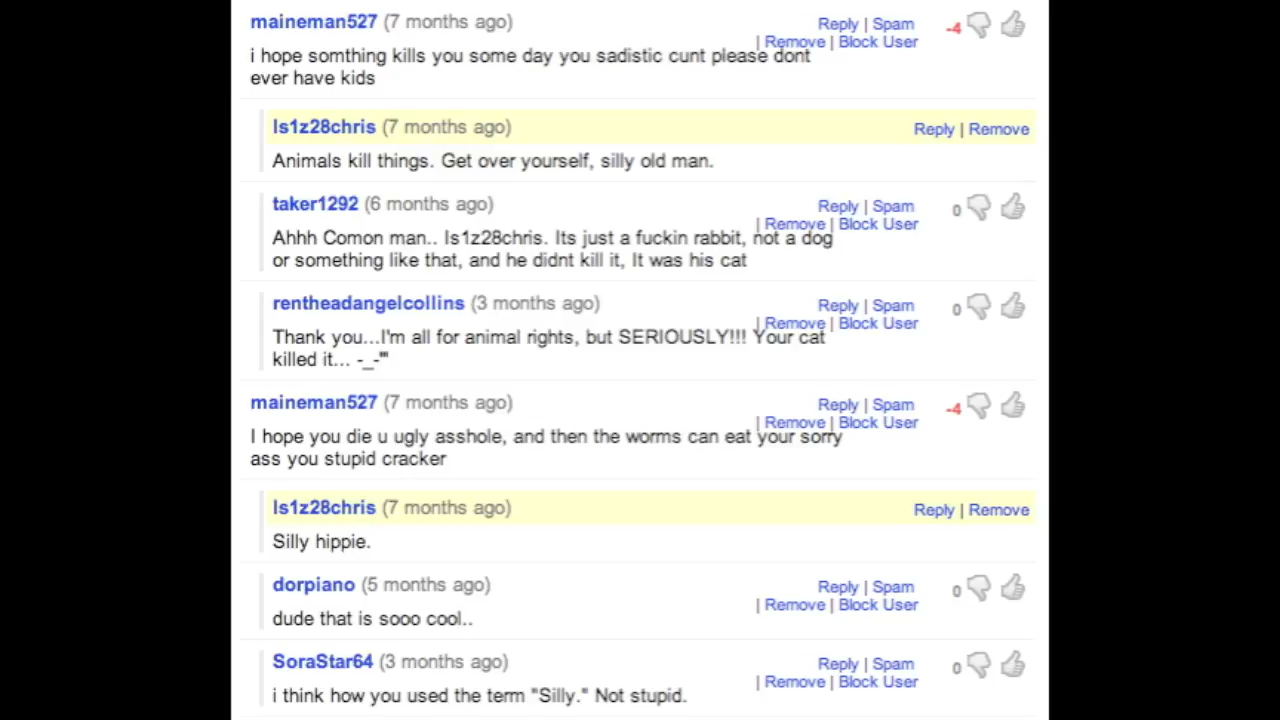 maineman527 (7 months ago) Reply | Spam -4
| Remove | Block User
i hope somthing kills you some day you sadistic cunt please dont
ever have kids
ls1z28chris (7 months ago) Reply | Remove
Animals kill things. Get over yourself, silly old man.
taker1292 (6 months ago) Reply | Spam 0
| Remove | Block User
Ahhh Comon man.. ls1z28chris. Its just a fuckin rabbit, not a dog
or something like that, and he didnt kill it, It was his cat
rentheadangelcollins (3 months ago) Reply | Spam 0
| Remove | Block User
Thank you...I'm all for animal rights, but SERIOUSLY!!! Your cat
killed it... -_-'"
maineman527 (7 months ago) Reply | Spam -4
| Remove | Block User
I hope you die u ugly asshole, and then the worms can eat your sorry
ass you stupid cracker
ls1z28chris (7 months ago) Reply | Remove
Silly hippie.
dorpiano (5 months ago) Reply | Spam 0
| Remove | Block User
dude that is sooo cool..
SoraStar64 (3 months ago) Reply | Spam 0
| Remove | Block User
i think how you used the term "Silly." Not stupid.